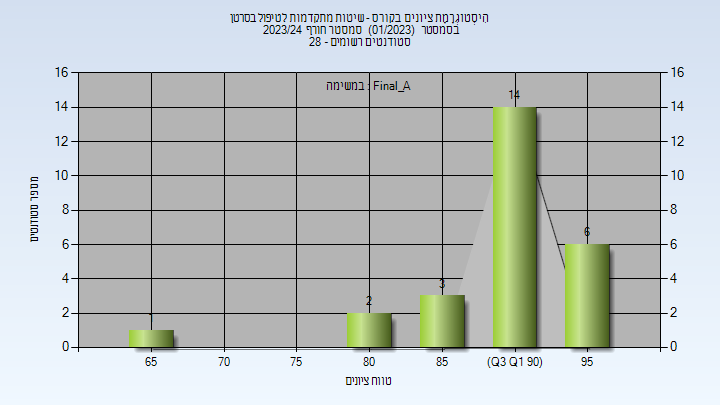 היסטוגרמת ציונים בקורס - שיטות מתקדמות לטיפול בסרטן
בסמסטר (01/2023) סמסטר חורף 2023/24
סטודנטים רשומים - 28
במשימה : Final_A
מספר סטודנטים
16 16
14 14
12 12
10 10
8 8
6 6
4 4
2 2
0 0
1
2
3
14
6
65 70 75 80 85 (Q3 Q1 90) 95
טווח ציונים